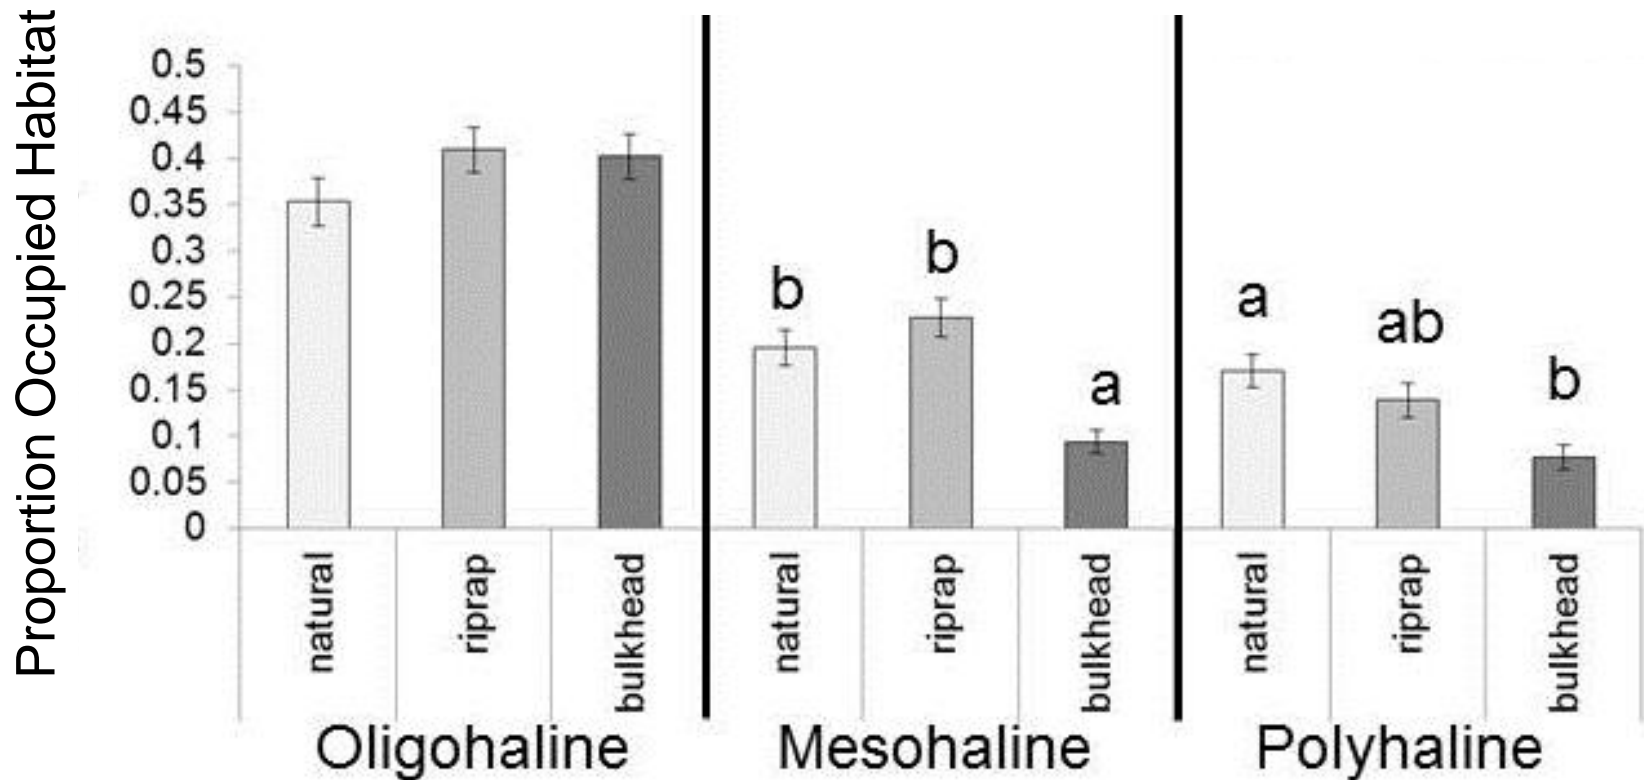 Proportion Occupied Habitat
0.5
0.45
0.4
0.35
0.3
0.25
0.2
0.15
0.1
0.05
0
b
b
a
a
ab
b
natural
riprap
bulkhead
natural
riprap
bulkhead
natural
riprap
bulkhead
Oligohaline
Mesohaline
Polyhaline